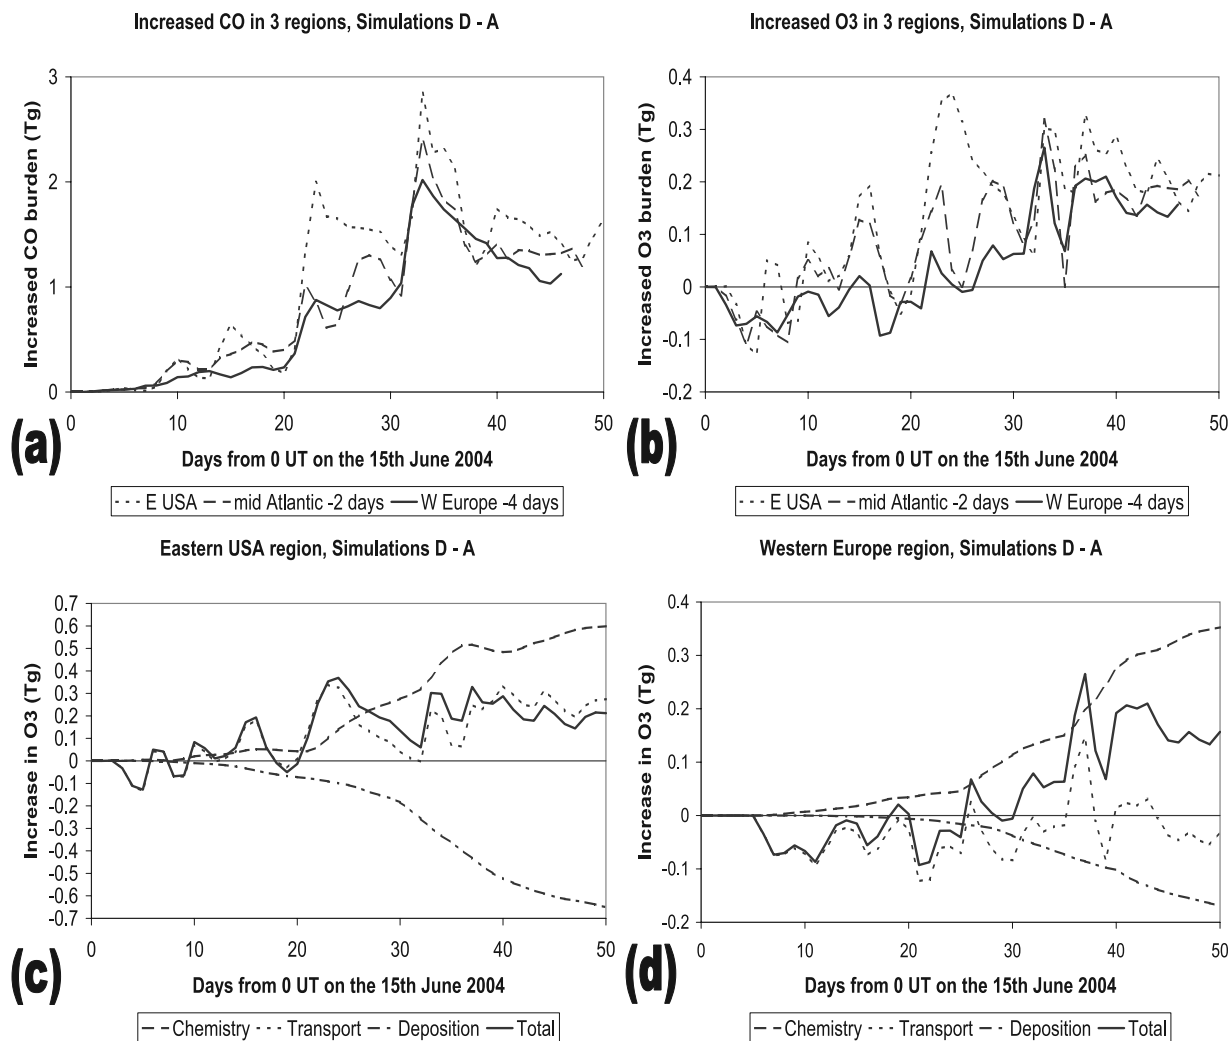 Increased CO in 3 regions, Simulations D - A
Increased CO burden (Tg)
3
2
1
0
0 10 20 30 40 50
(a)
Days from 0 UT on the 15th June 2004
E USA mid Atlantic -2 days W Europe -4 days
Increased O3 in 3 regions, Simulations D - A
Increased O3 burden (Tg)
0.4
0.3
0.2
0.1
0
-0.1
-0.2
0 10 20 30 40 50
(b)
Days from 0 UT on the 15th June 2004
E USA mid Atlantic -2 days W Europe -4 days
Eastern USA region, Simulations D - A
Increase in O3 (Tg)
0.7
0.6
0.5
0.4
0.3
0.2
0.1
0
-0.1
-0.2
-0.3
-0.4
-0.5
-0.6
-0.7
0 10 20 30 40 50
(c)
Days from 0 UT on the 15th June 2004
Chemistry Transport Deposition Total
Western Europe region, Simulations D - A
Increase in O3 (Tg)
0.4
0.3
0.2
0.1
0
-0.1
-0.2
0 10 20 30 40 50
(d)
Days from 0 UT on the 15th June 2004
Chemistry Transport Deposition Total